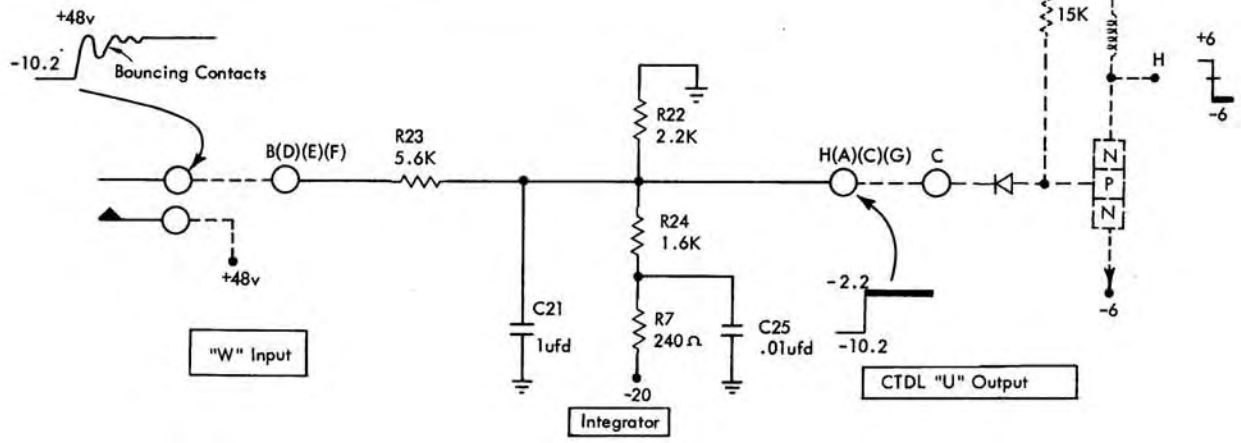 +48v
-10.2
Bouncing Contacts
B(D)(E)(F)
R23
5.6K
+48v
"W" Input
C21
1ufd
R22
2.2K
R24
1.6K
R7
240Ω
-20
C25
.01ufd
Integrator
H(A)(C)(G)
C
-2.2
-10.2
CTDL "U" Output
15K
H
+6
-6
N
P
N
-6